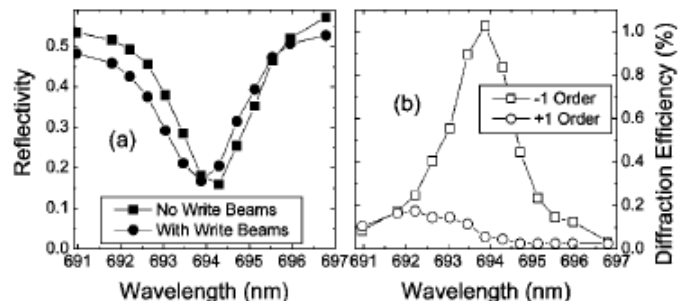 Reflectivity
0.5
0.4
0.3
0.2
0.1
0.0
(a)
No Write Beams
With Write Beams
691 692 693 694 695 696 697
Wavelength (nm)
(b)
-1 Order
+1 Order
1.0
0.8
0.6
0.4
0.2
0.0
Diffraction Efficiency (%)
691 692 693 694 695 696 697
Wavelength (nm)